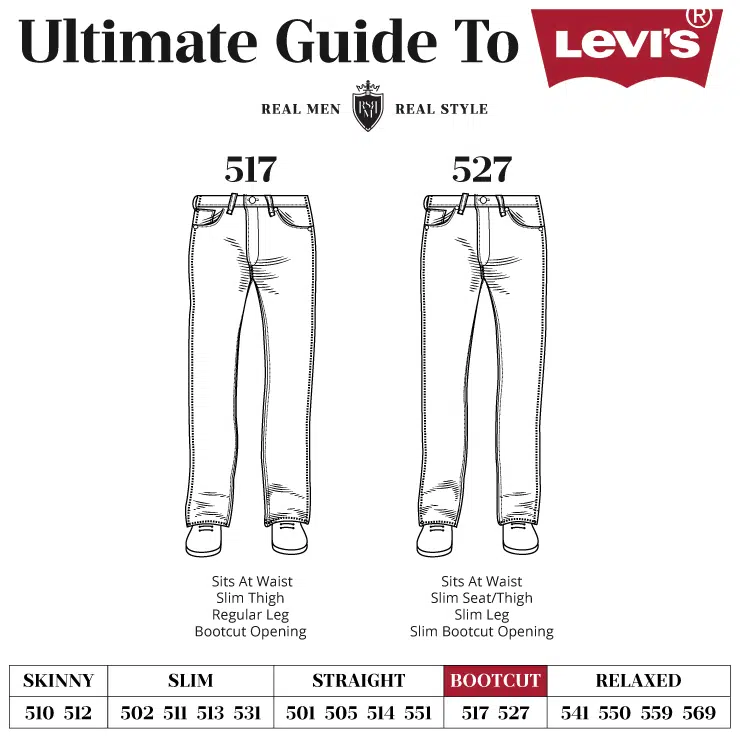 Ultimate Guide To LEVI'S®
REAL MEN RSRM REAL STYLE
517 527
Sits At Waist
Slim Thigh
Regular Leg
Bootcut Opening
Sits At Waist
Slim Seat/Thigh
Slim Leg
Slim Bootcut Opening
SKINNY SLIM STRAIGHT BOOTCUT RELAXED
510 512 502 511 513 531 501 505 514 551 517 527 541 550 559 569